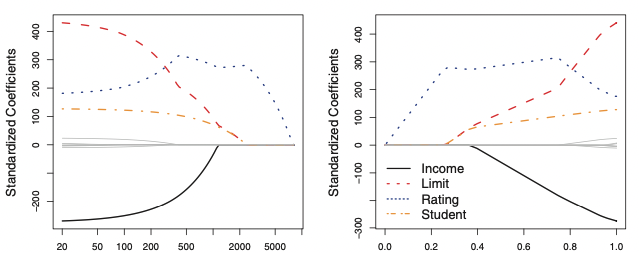 Standardized Coefficients
400
300
200
100
0
−200
20 50 100 200 500 2000 5000
Standardized Coefficients
400
300
200
100
0
−100
−300
0.0 0.2 0.4 0.6 0.8 1.0
Income
Limit
Rating
Student